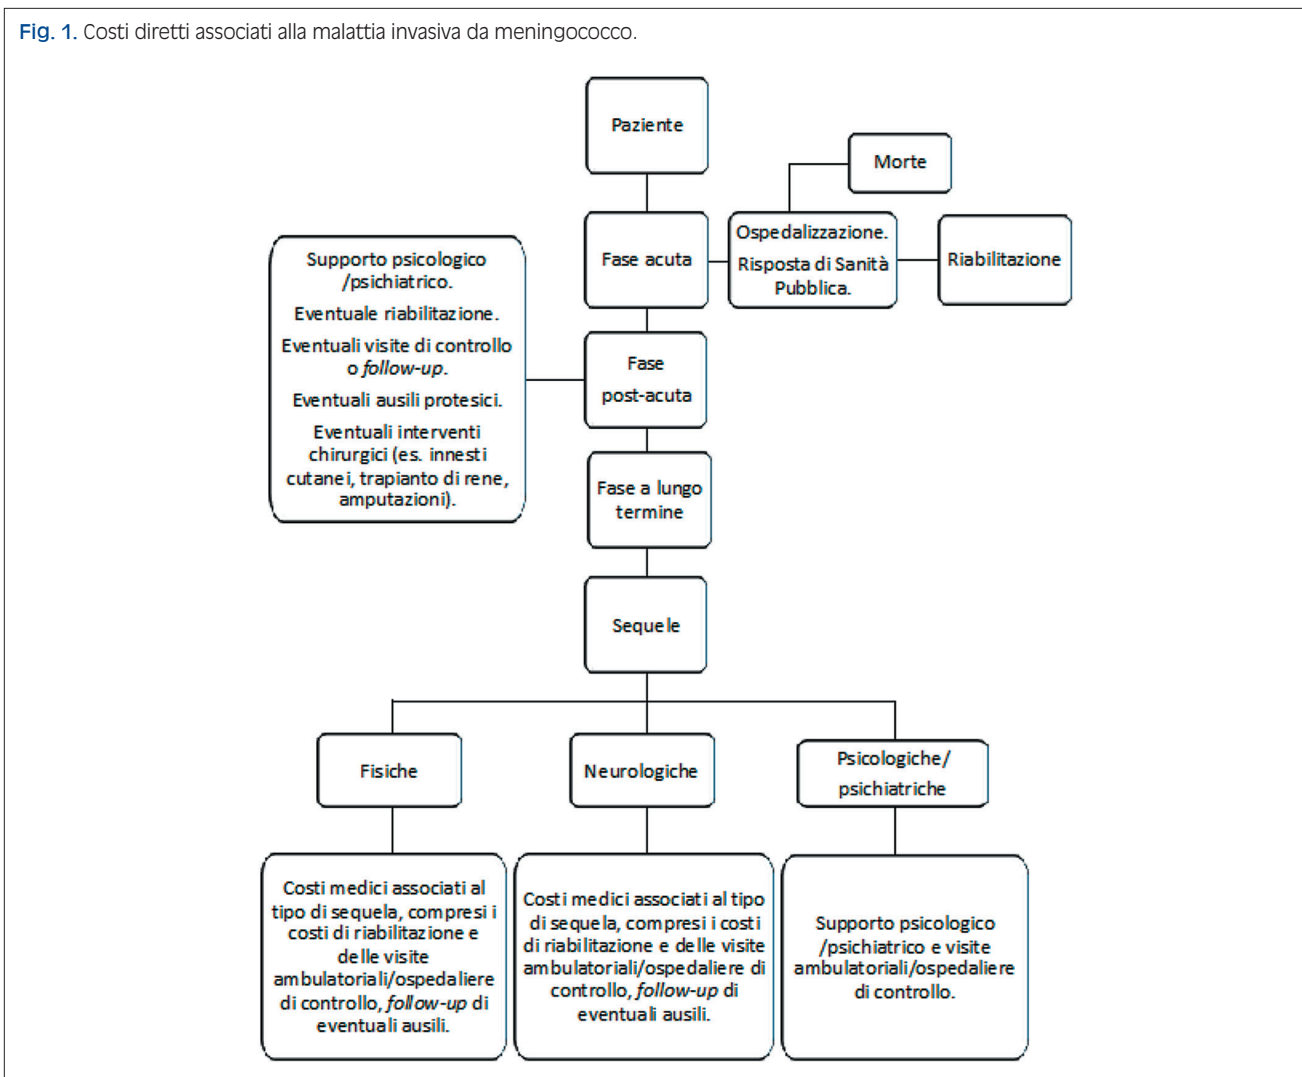 Fig. 1. Costi diretti associati alla malattia invasiva da meningococco.
Paziente
Morte
Fase acuta
Ospedalizzazione.
Risposta di Sanità
Pubblica.
Riabilitazione
Supporto psicologico
/psichiatrico.
Eventuale riabilitazione.
Eventuali visite di controllo
o follow-up.
Eventuali ausili protesici.
Eventuali interventi
chirurgici (es. innesti
cutanei, trapianto di rene,
amputazioni).
Fase
post-acuta
Fase a lungo
termine
Sequele
Fisiche
Neurologiche
Psicologiche/
psichiatriche
Costi medici associati al
tipo di sequela, compresi i
costi di riabilitazione e
delle visite
ambulatoriali/ospedaliere
di controllo, follow-up di
eventuali ausili.
Costi medici associati al tipo
di sequela, compresi i costi
di riabilitazione e delle visite
ambulatoriali/ospedaliere di
controllo, follow-up di
eventuali ausili.
Supporto psicologico
/psichiatrico e visite
ambulatoriali/ospedaliere
di controllo.